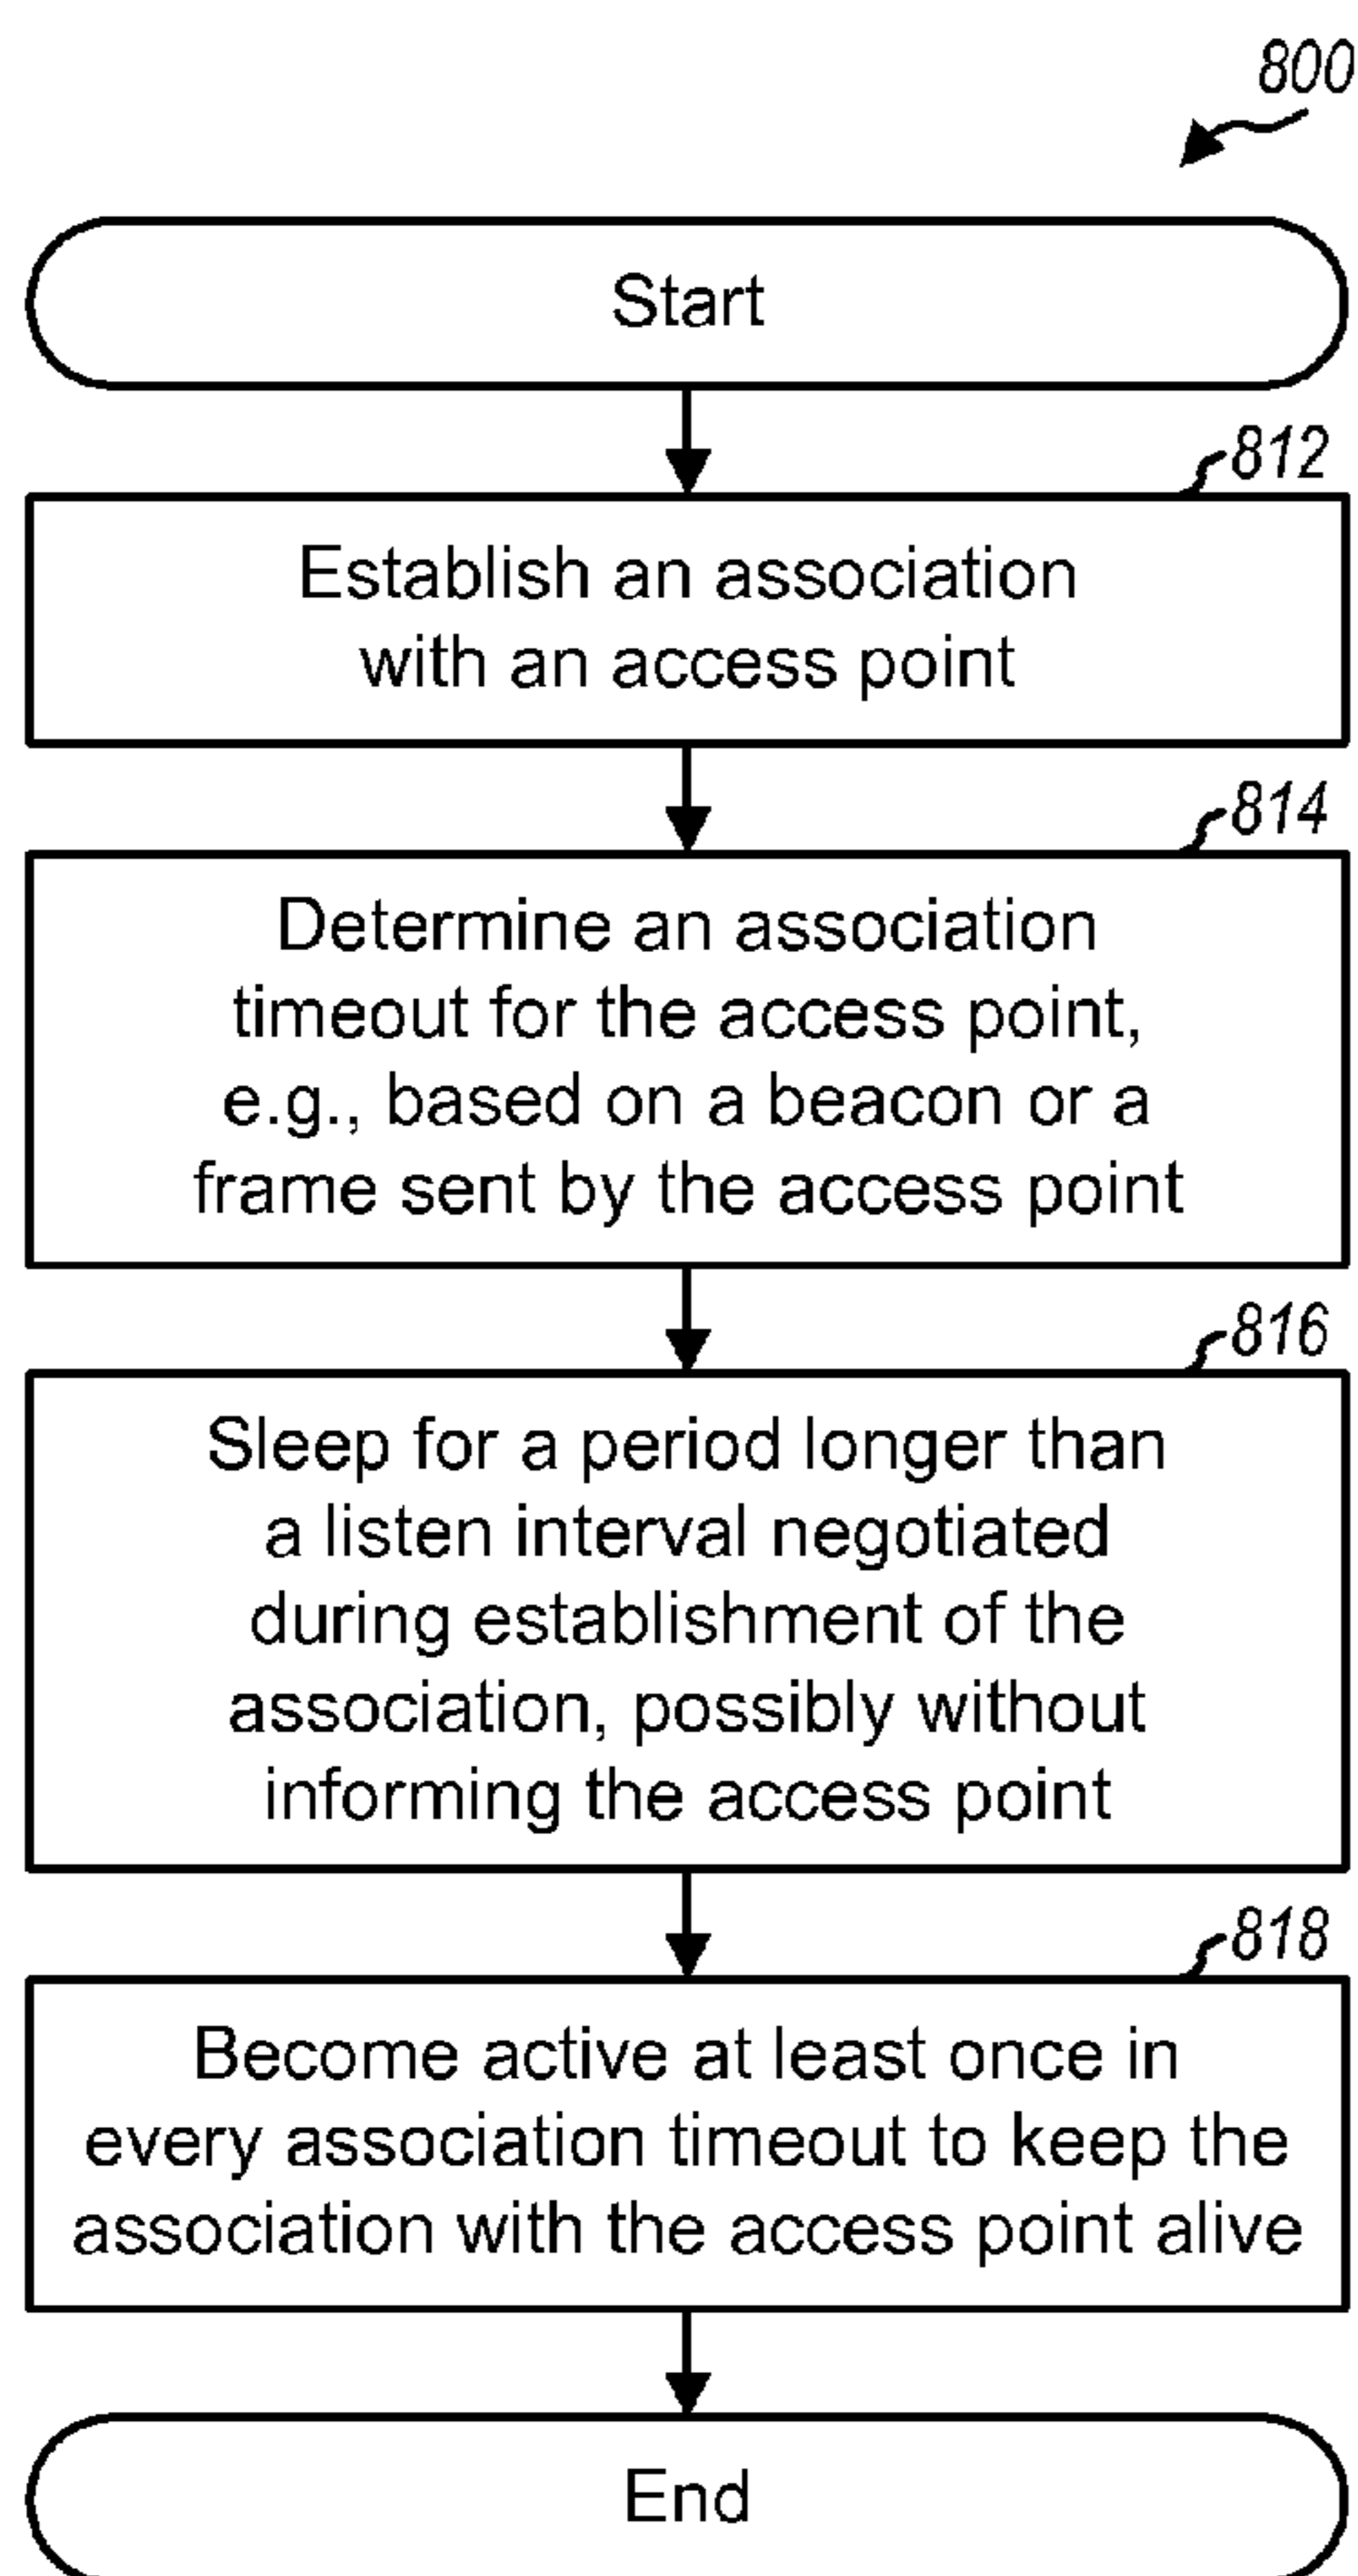 800
Start
812
Establish an association
with an access point
814
Determine an association
timeout for the access point,
e.g., based on a beacon or a
frame sent by the access point
816
Sleep for a period longer than
a listen interval negotiated
during establishment of the
association, possibly without
informing the access point
818
Become active at least once in
every association timeout to keep the
association with the access point alive
End